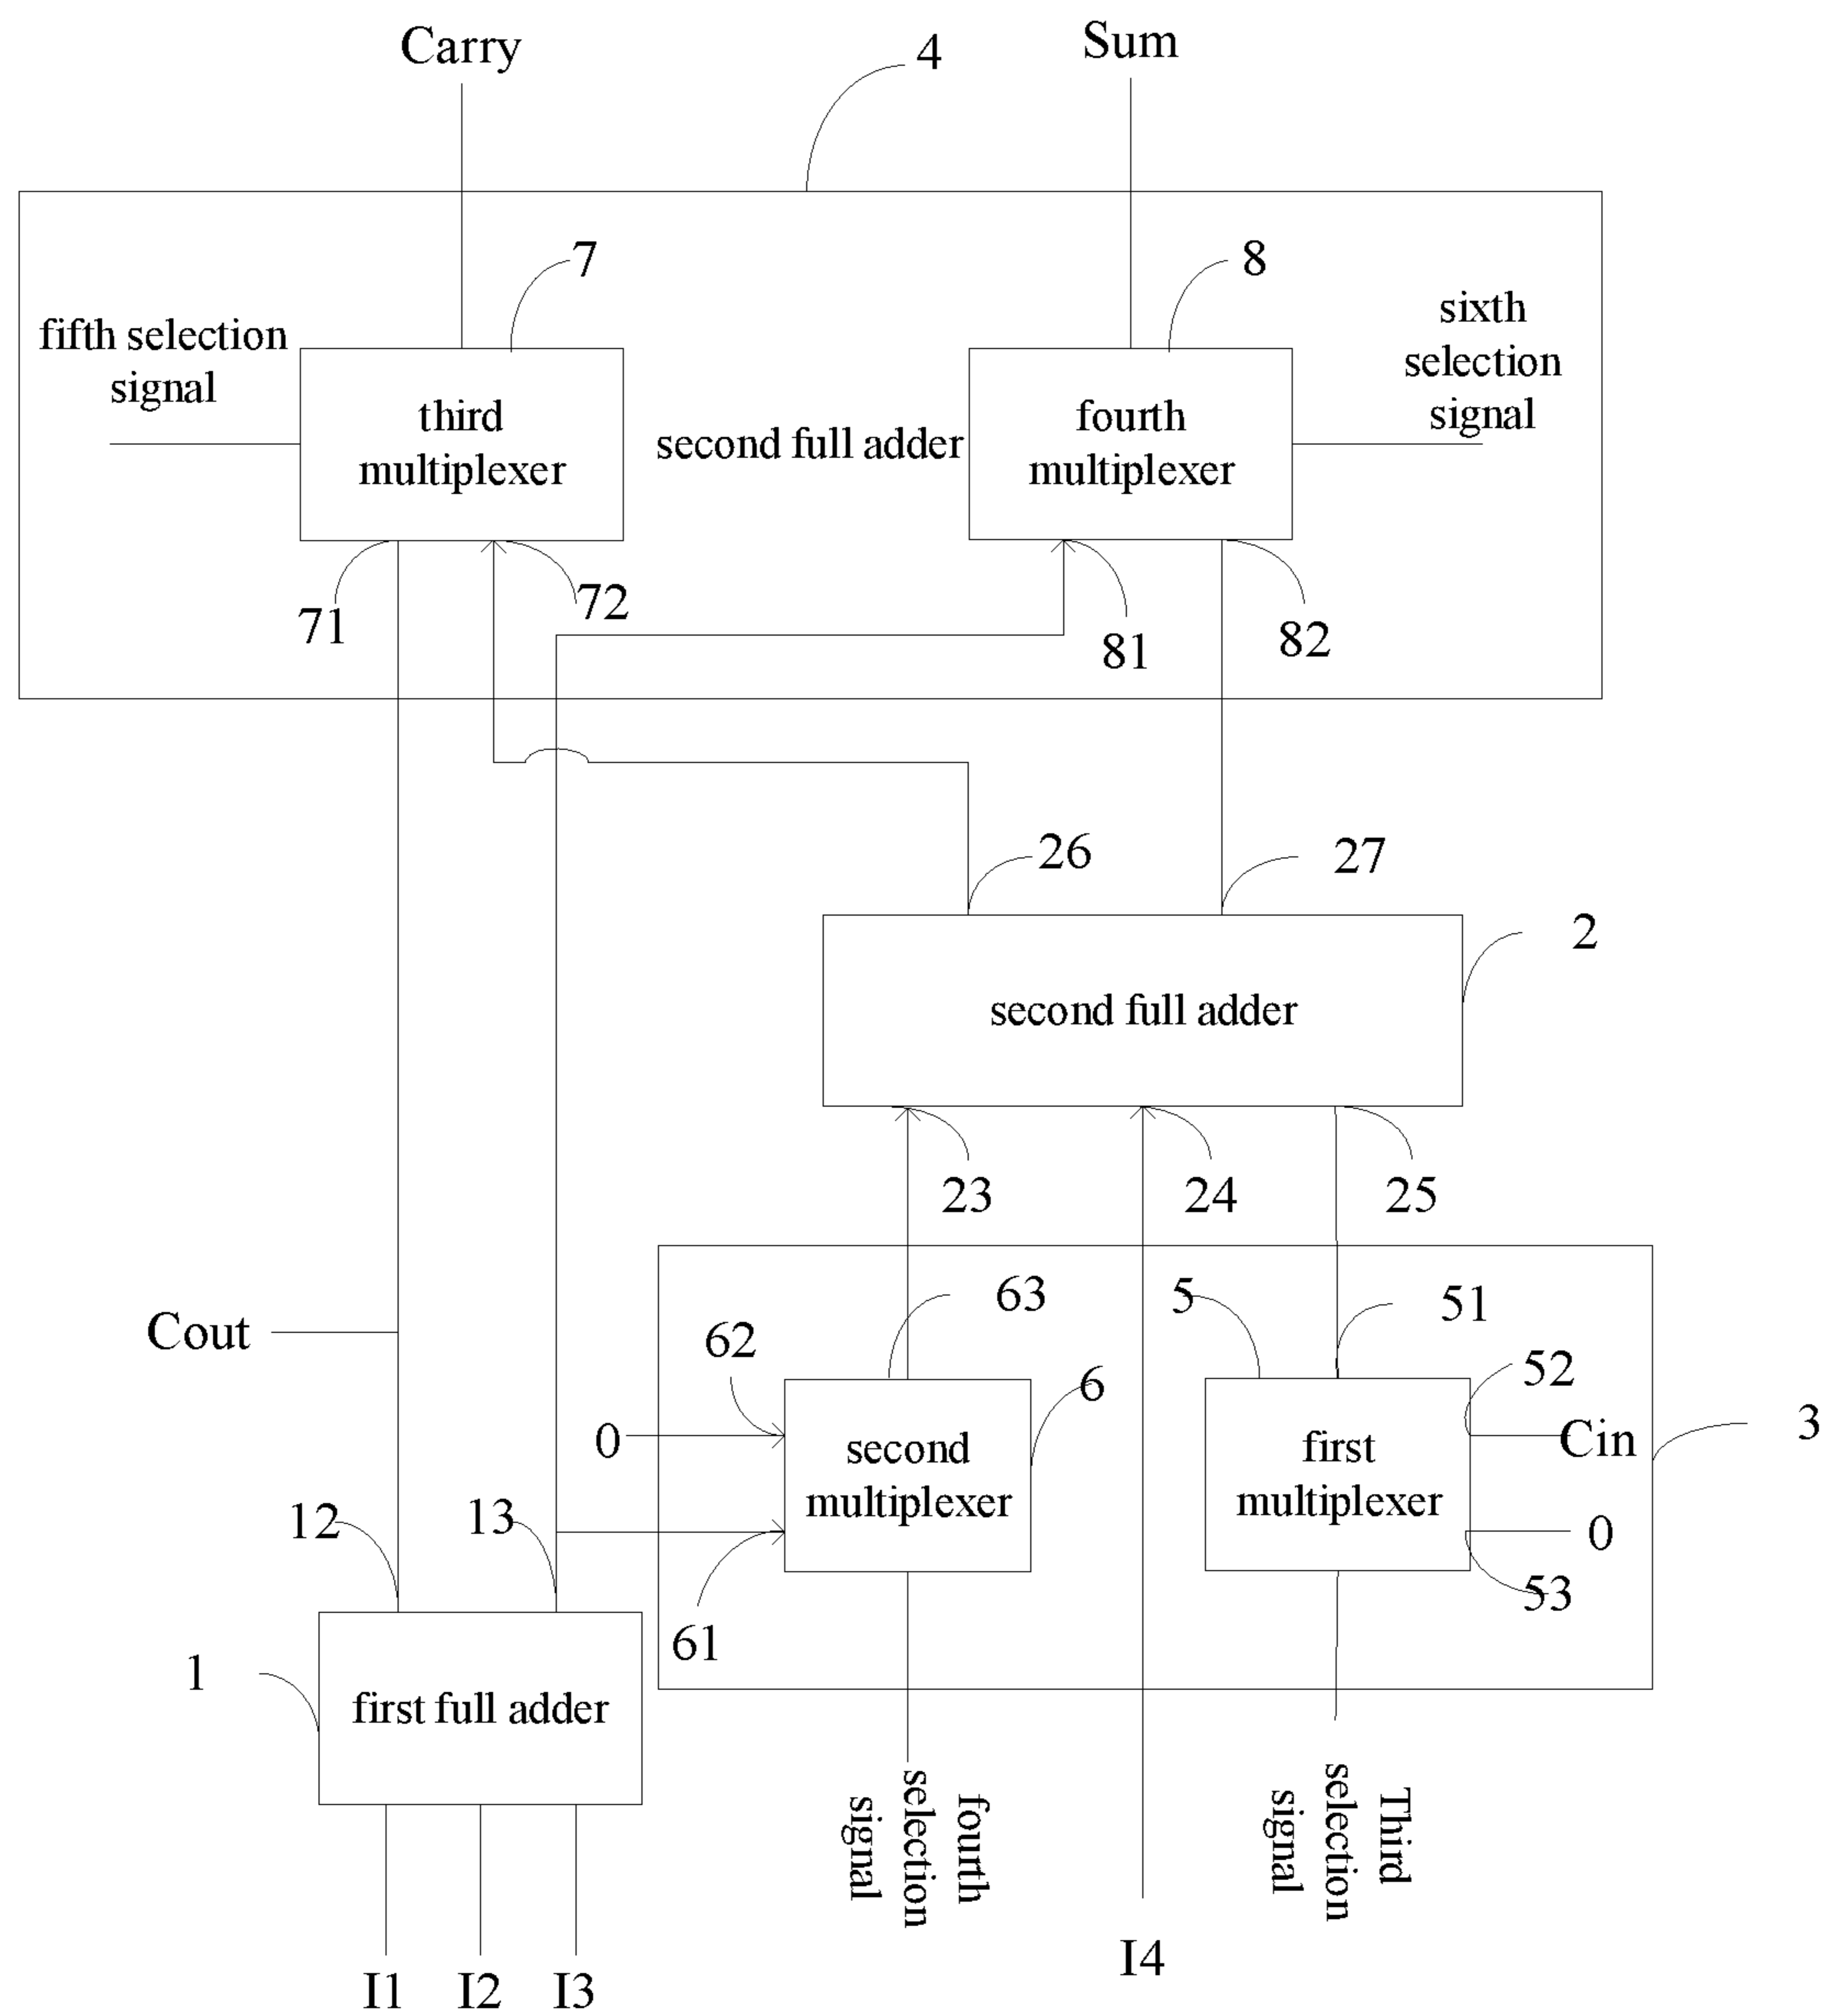 Carry
4
Sum
7
8
fifth selection
signal
sixth
selection
signal
third
multiplexer
second full adder
fourth
multiplexer
71
72
81
82
26
27
2
second full adder
23
24
25
63
5
51
Cout
62
6
52
3
0
second
multiplexer
first
multiplexer
Cin
0
12
13
53
61
1
first full adder
fourth
selection
signal
Third
selection
signal
I4
I1
I2
I3